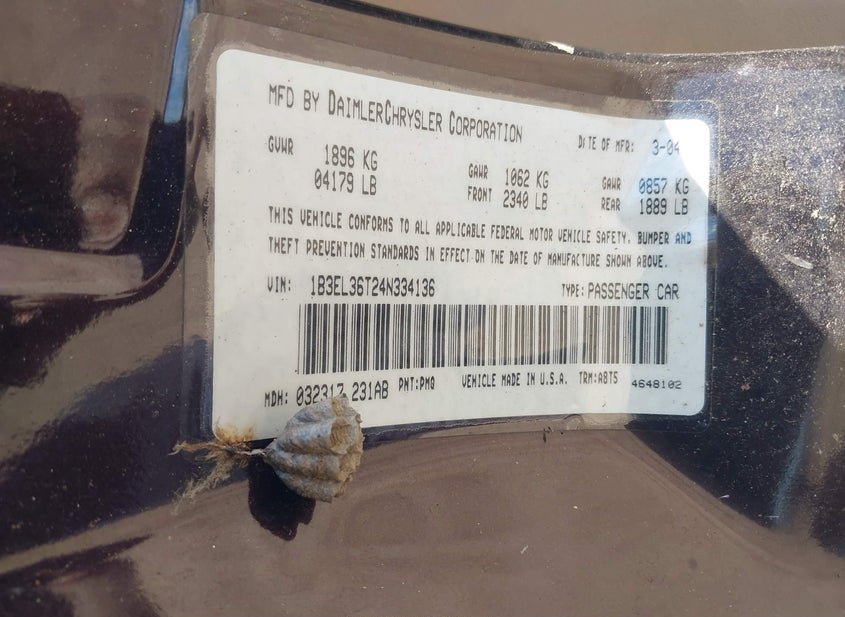 MFD BY DAIMLERCHRYSLER CORPORATION DATE OF MFR: 3-04
GVWR 1896 KG 04179 LB
GAWR FRONT 1062 KG 2340 LB
GAWR REAR 0857 KG 1889 LB
THIS VEHICLE CONFORMS TO ALL APPLICABLE FEDERAL MOTOR VEHICLE SAFETY, BUMPER AND
THEFT PREVENTION STANDARDS IN EFFECT ON THE DATE OF MANUFACTURE SHOWN ABOVE.
VIN: 1B3EL36T24N334136 TYPE: PASSENGER CAR
MDH: 032317 231AB PNT:PMQ VEHICLE MADE IN U.S.A. TRM:A8T5 4648102